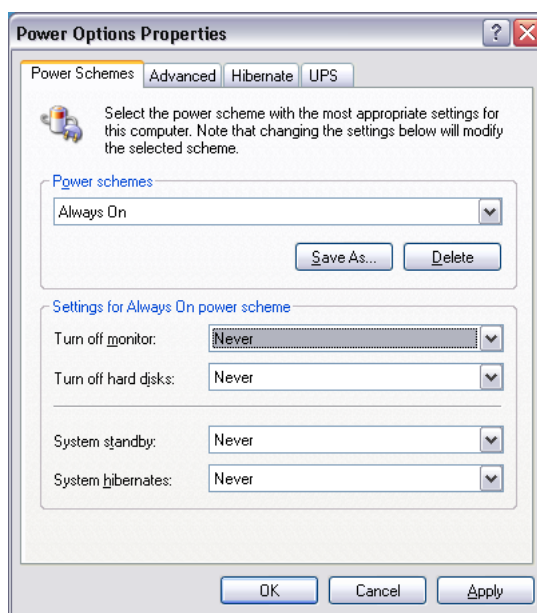 Power Options Properties
Power Schemes Advanced Hibernate UPS
Select the power scheme with the most appropriate settings for
this computer. Note that changing the settings below will modify
the selected scheme.
Power schemes
Always On
Save As... Delete
Settings for Always On power scheme
Turn off monitor: Never
Turn off hard disks: Never
System standby: Never
System hibernates: Never
OK Cancel Apply